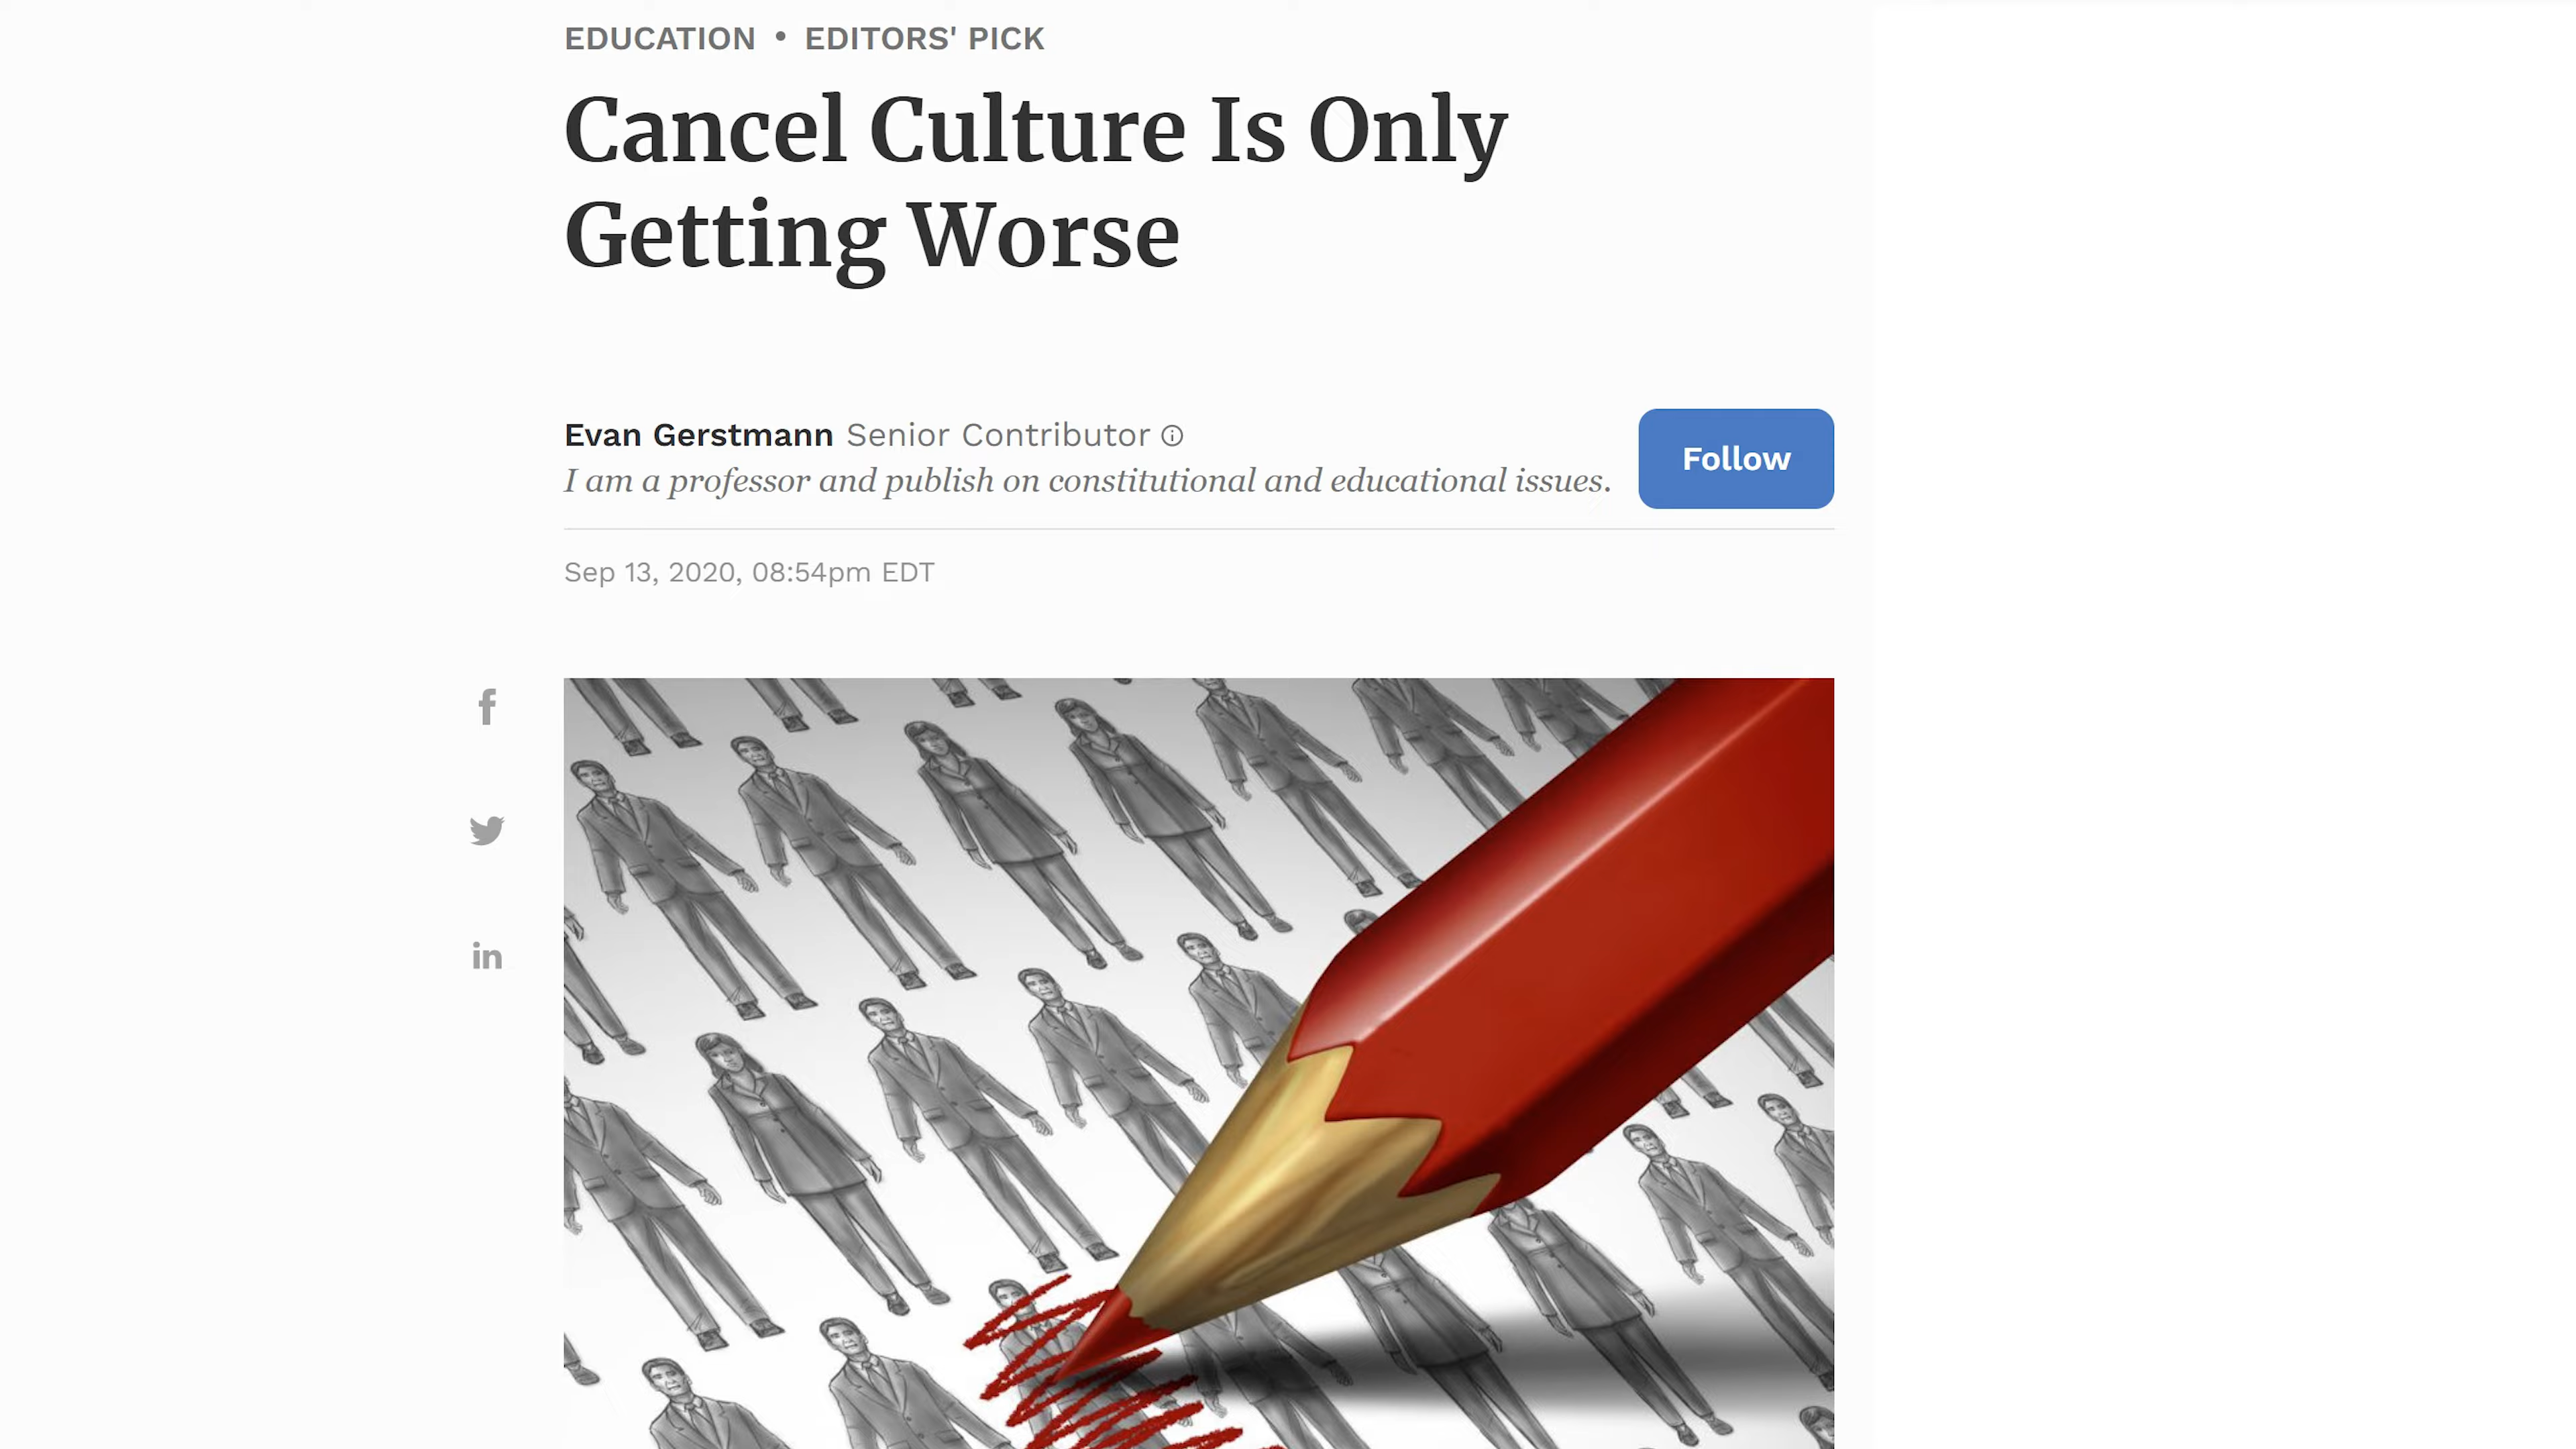 EDUCATION • EDITORS' PICK
Cancel Culture Is Only
Getting Worse
Evan Gerstmann Senior Contributor
I am a professor and publish on constitutional and educational issues.
Follow
Sep 13, 2020, 08:54pm EDT
f
in